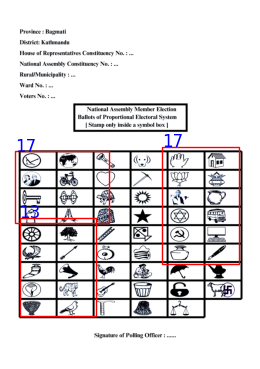 Province : Bagmati
District: Kathmandu
House of Representatives Constituency No. : ...
National Assembly Constituency No. : ...
Rural/Municipality : ...
Ward No. : ...
Voters No. : ...
National Assembly Member Election
Ballots of Proportional Electoral System
[ Stamp only inside a symbol box ]
17
17
13
Signature of Polling Officer : ......